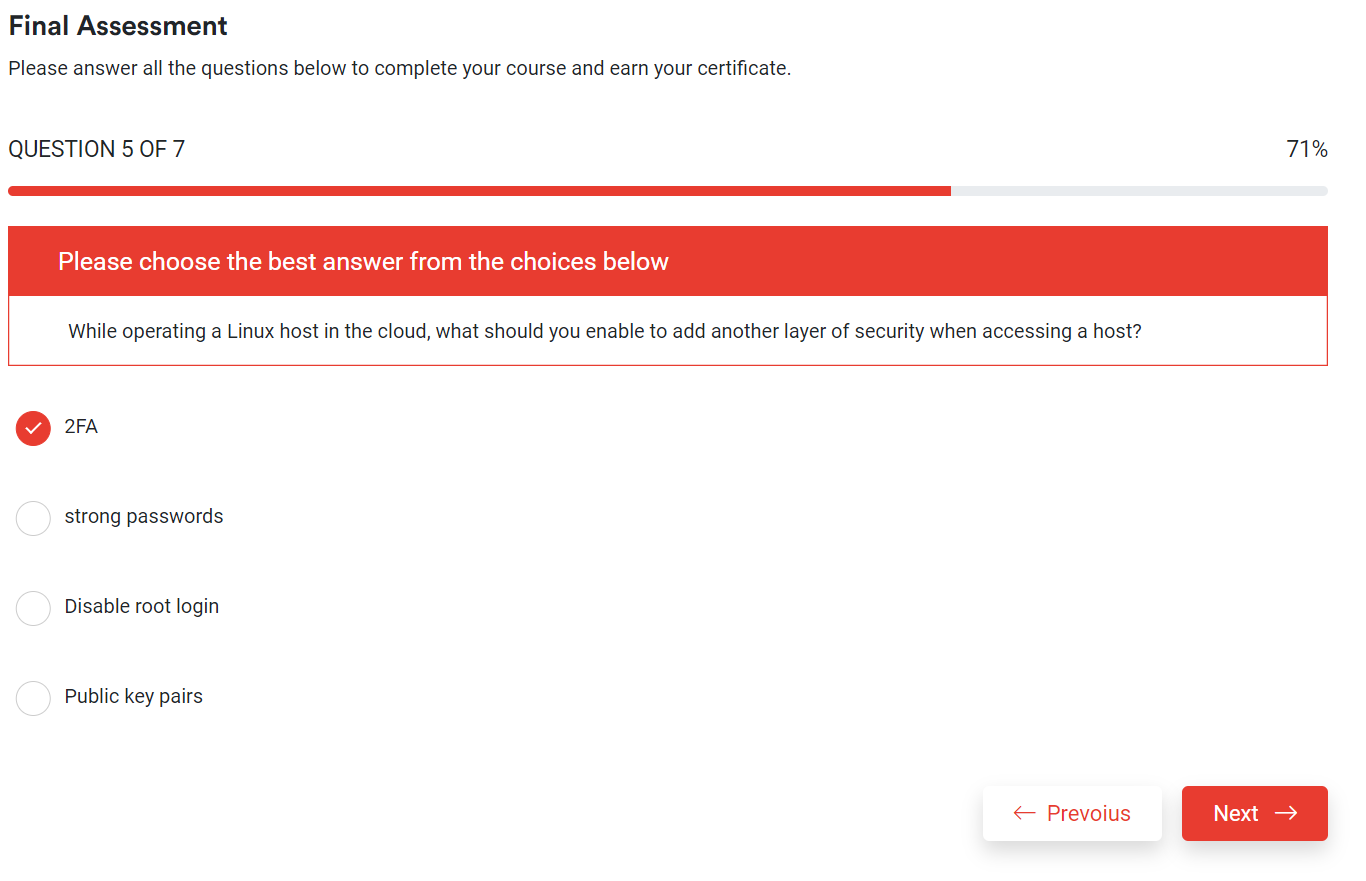 Final Assessment
Please answer all the questions below to complete your course and earn your certificate.
QUESTION 5 OF 7
71%
Please choose the best answer from the choices below
While operating a Linux host in the cloud, what should you enable to add another layer of security when accessing a host?
2FA
strong passwords
Disable root login
Public key pairs
Prevoius
Next